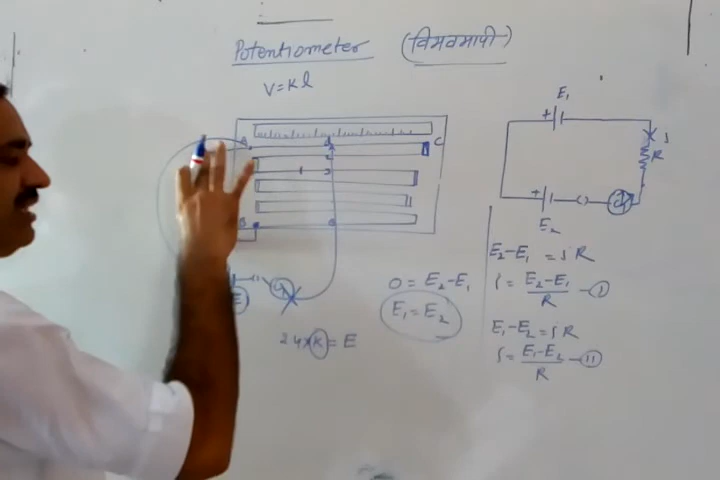 Potentiometer (विभवमापी)
V=Kl
A
C
B
E
G
0 = E₂-E₁
E₁=E₂
24×K = E
E₁
+
R
+
G
E₂
E₂-E₁ = iR
i = E₂-E₁/R —(I)
E₁-E₂ = iR
i = E₁-E₂/R —(II)